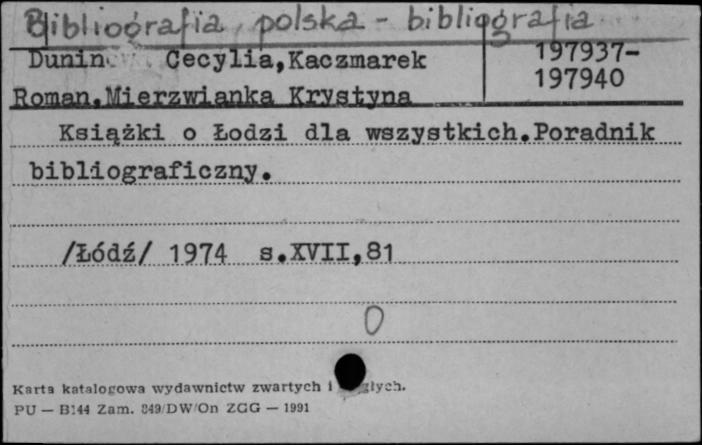 Bibliografia polska - bibliografia
Dunin Cecylia,Kaczmarek
197937-
197940
Roman,Mierzwianka Krystyna
Książki o Łodzi dla wszystkich.Poradnik
bibliograficzny.
/Łódź/ 1974 s.XVII,81
0
Karta katalogowa wydawnictw zwartych i
PU — B144 Zam. 849/DW/On ZGG — 1991